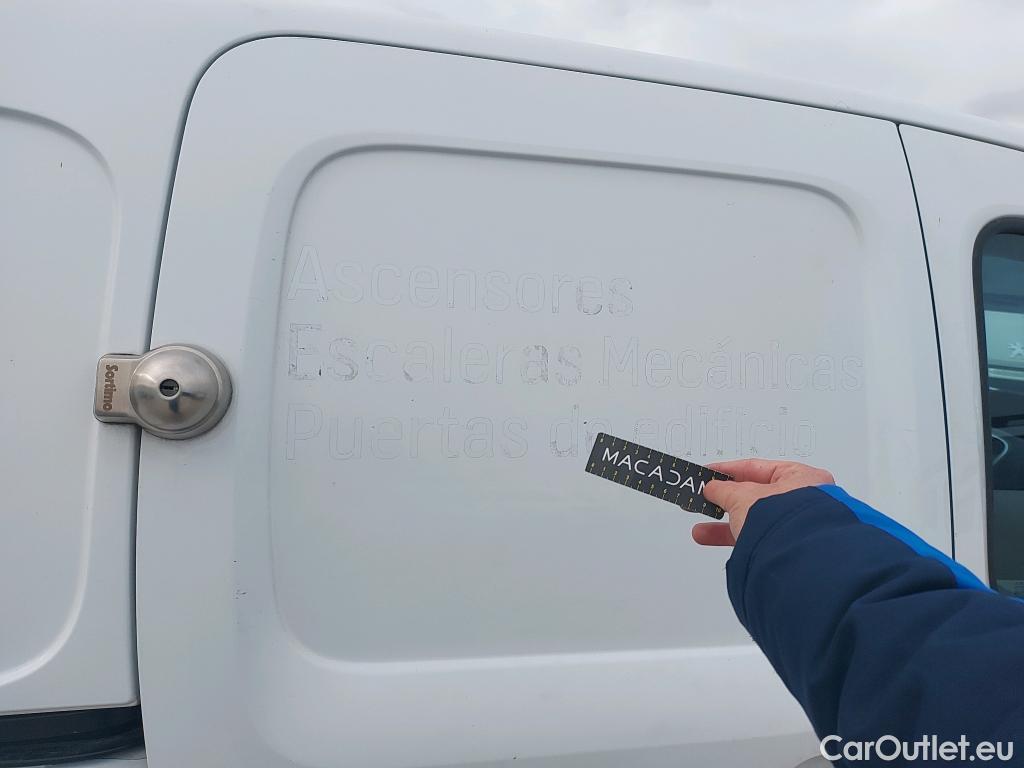 Ascensores
Escaleras Mecánicas
Puertas de edificio
Sortimo
MACADAM
CarOutlet.eu